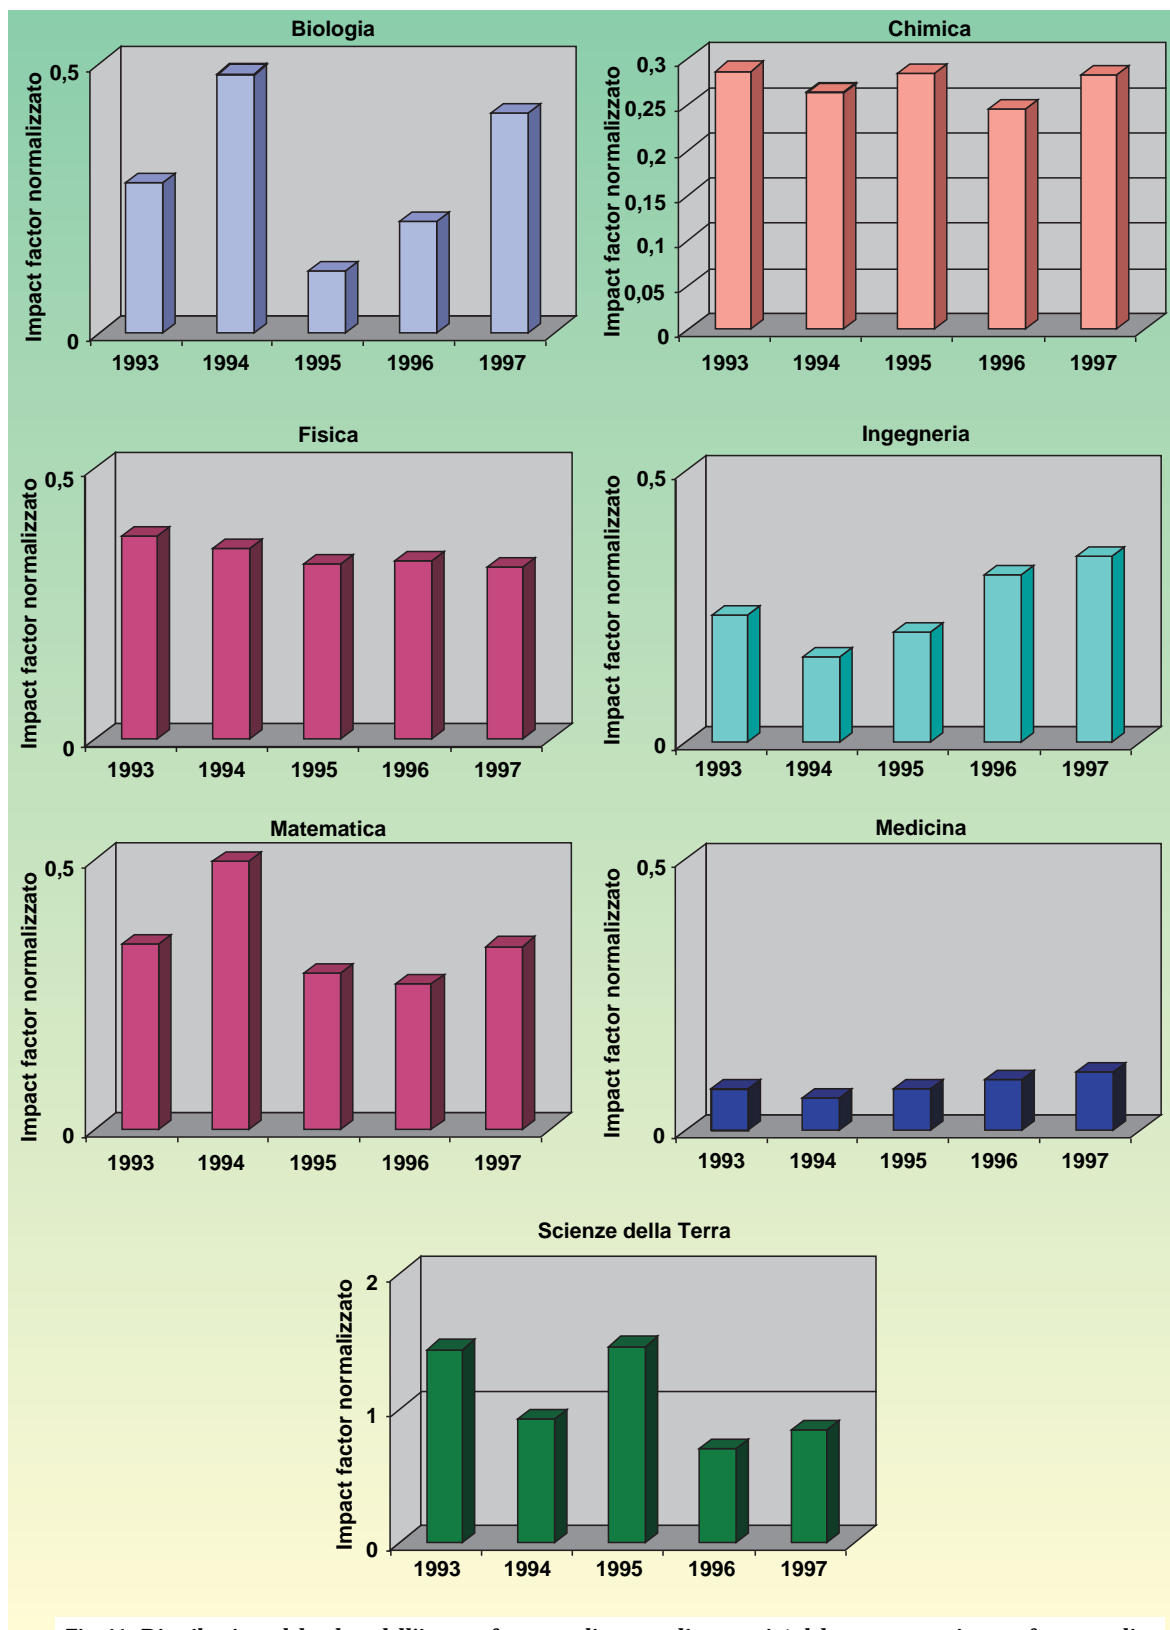 Biologia
Impact factor normalizzato
0,5
0
1993 1994 1995 1996 1997
Chimica
Impact factor normalizzato
0,3
0,25
0,2
0,15
0,1
0,05
0
1993 1994 1995 1996 1997
Fisica
Impact factor normalizzato
0,5
0
1993 1994 1995 1996 1997
Ingegneria
Impact factor normalizzato
0,5
0
1993 1994 1995 1996 1997
Matematica
Impact factor normalizzato
0,5
0
1993 1994 1995 1996 1997
Medicina
Impact factor normalizzato
0,5
0
1993 1994 1995 1996 1997
Scienze della Terra
Impact factor normalizzato
2
1
0
1993 1994 1995 1996 1997